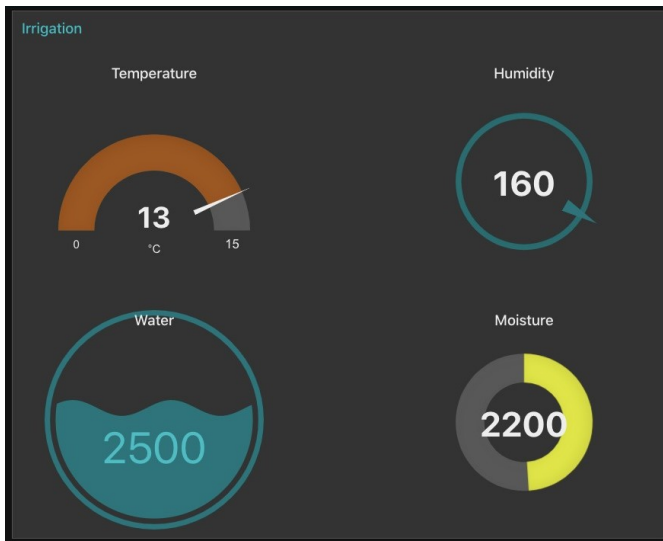 Irrigation
Temperature
Humidity
13
0
°C
15
160
Water
Moisture
2500
2200